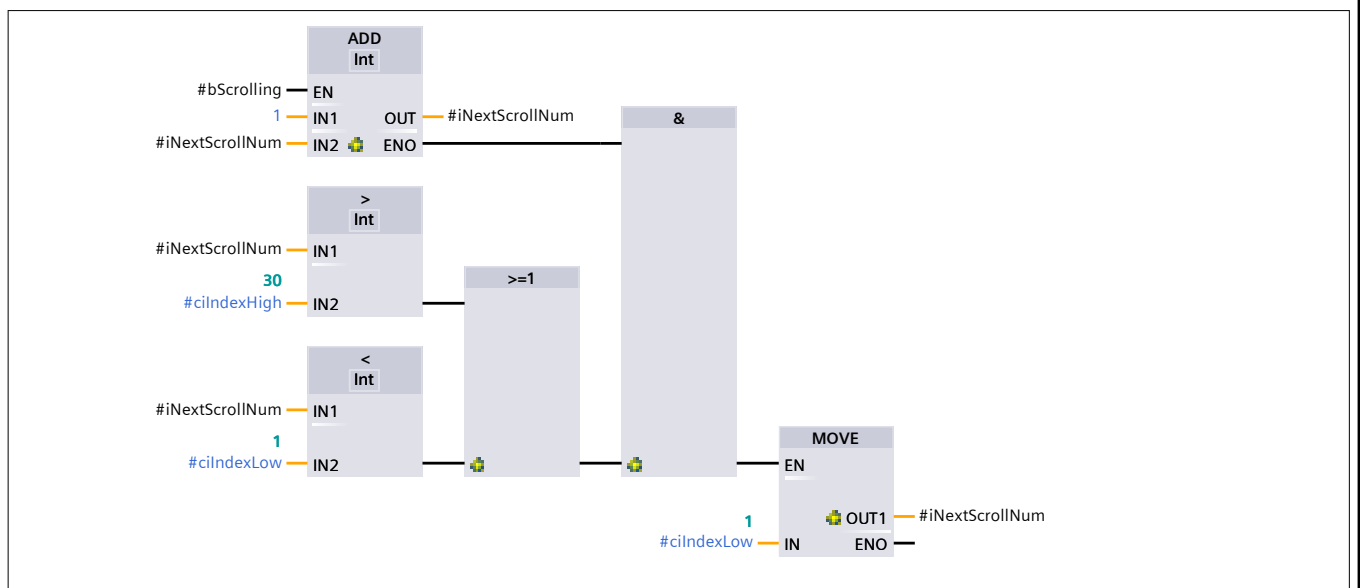 ADD
Int
#bScrolling EN
1 IN1 OUT #iNextScrollNum
#iNextScrollNum IN2 ENO
&
>
Int
#iNextScrollNum IN1
30
#ciIndexHigh IN2
>=1
<
Int
#iNextScrollNum IN1
1
#ciIndexLow IN2
MOVE
EN
OUT1 #iNextScrollNum
1
#ciIndexLow IN ENO